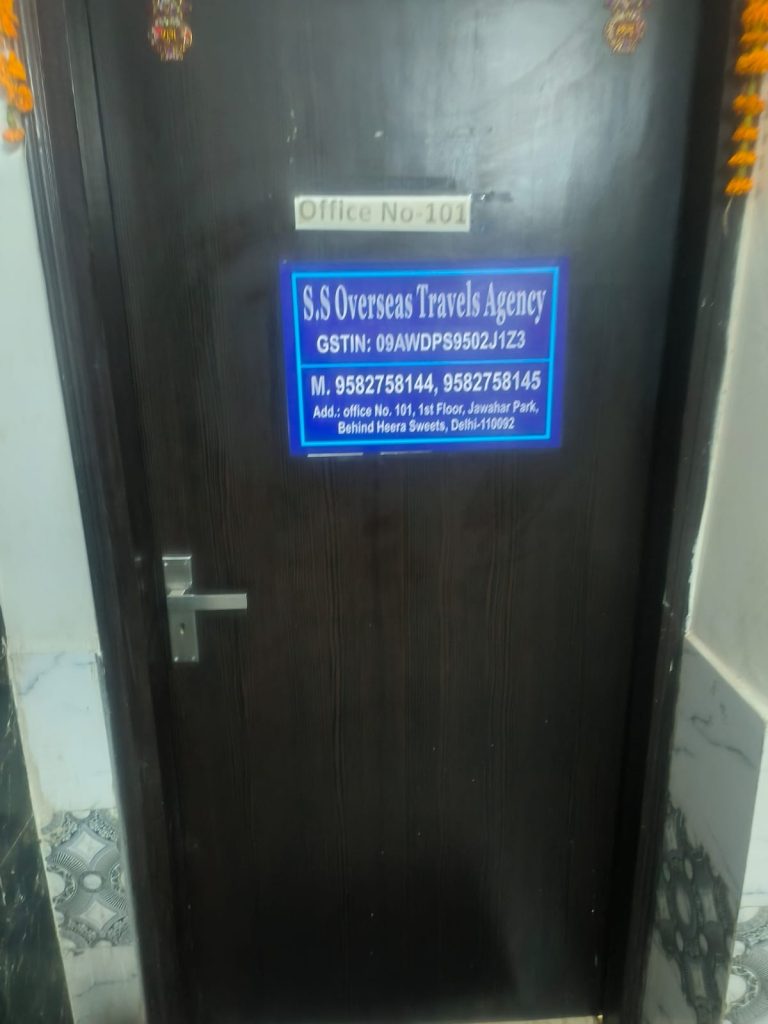 Office No-101
S.S Overseas Travels Agency
GSTIN: 09AWDPS9502J1Z3
M. 9582758144, 9582758145
Add.: office No. 101, 1st Floor, Jawahar Park,
Behind Heera Sweets, Delhi-110092